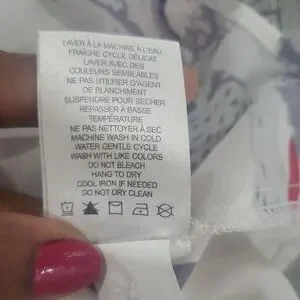 LAVER À LA MACHINE À L'EAU
FRAÎCHE CYCLE DÉLICAT
LAVER AVEC DES
COULEURS SEMBLABLES
NE PAS UTILISER D'AGENT
DE BLANCHIMENT
SUSPENDRE POUR SÉCHER
REPASSER À BASSE
TEMPÉRATURE
NE PAS NETTOYER À SEC
MACHINE WASH IN COLD
WATER GENTLE CYCLE
WASH WITH LIKE COLORS
DO NOT BLEACH
HANG TO DRY
COOL IRON IF NEEDED
DO NOT DRY CLEAN